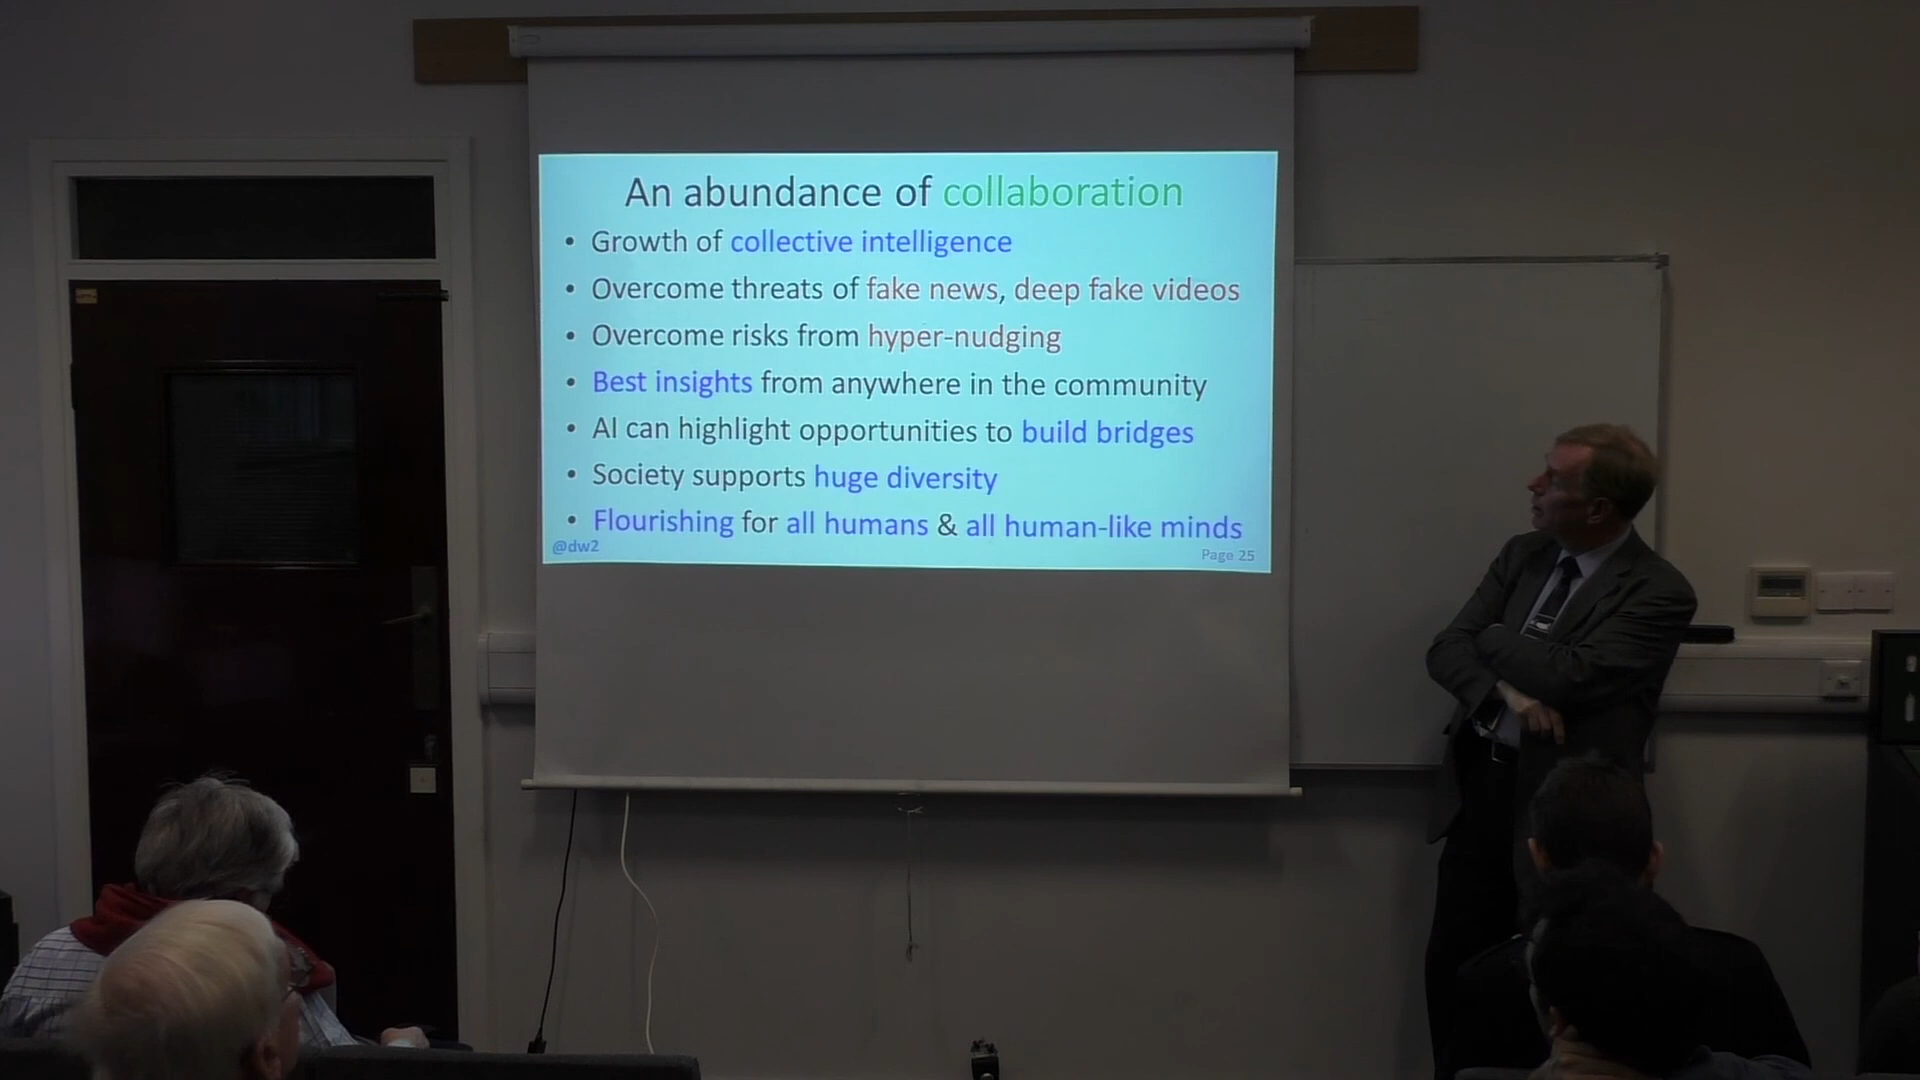 An abundance of collaboration
• Growth of collective intelligence
• Overcome threats of fake news, deep fake videos
• Overcome risks from hyper-nudging
• Best insights from anywhere in the community
• AI can highlight opportunities to build bridges
• Society supports huge diversity
• Flourishing for all humans & all human-like minds
@dw2
Page 25